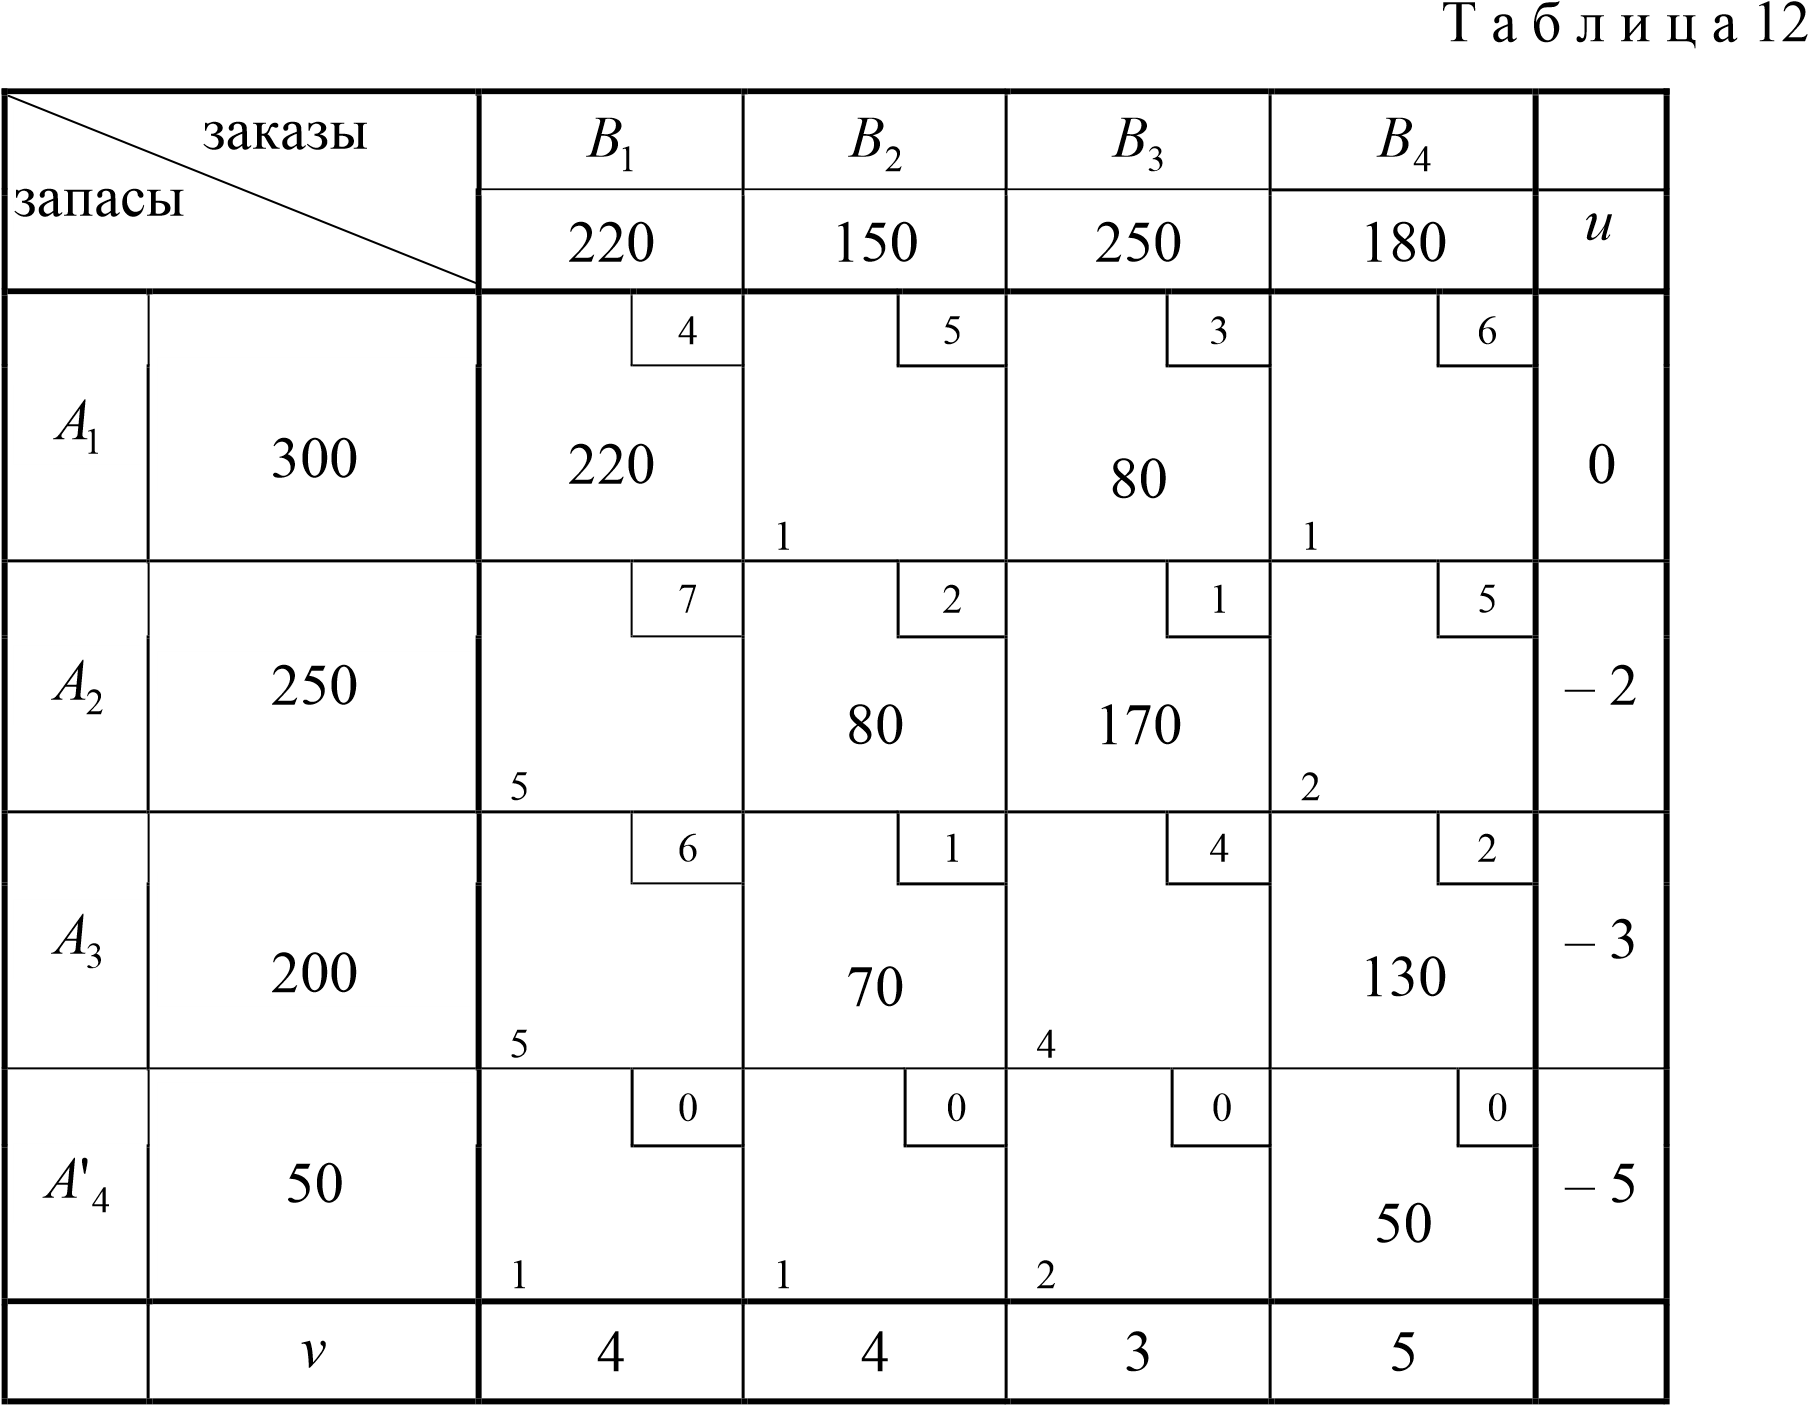 Т а б л и ц а 12
заказы
запасы
B1 B2 B3 B4
220 150 250 180 u
4 5 3 6
A1 300 220 80 0
1 1
7 2 1 5
A2 250 80 170 – 2
5 2
6 1 4 2
A3 200 70 130 – 3
5 4
0 0 0 0
A'4 50 50 – 5
1 1 2
v 4 4 3 5